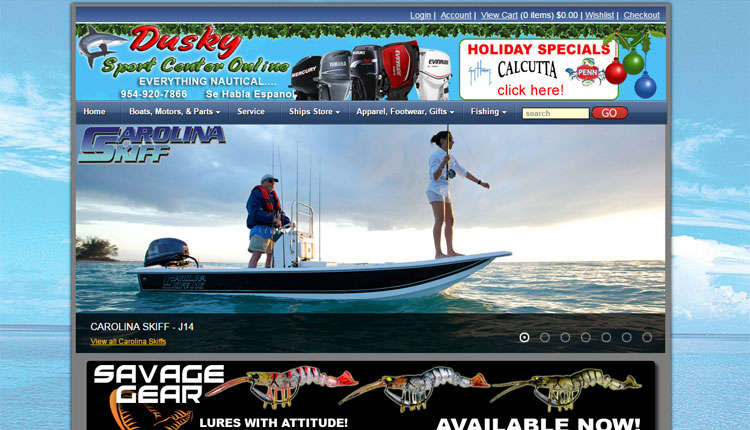 Login | Account | View Cart (0 items) $0.00 | Wishlist | Checkout
Dusky
Sport Center Online
EVERYTHING NAUTICAL....
954-920-7866 Se Habla Espanol
MERCURY YAMAHA EVINRUDE
HOLIDAY SPECIALS
CALCUTTA
PENN
click here!
Home Boats, Motors, & Parts Service Ships Store Apparel, Footwear, Gifts Fishing search GO
CAROLINA
SKIFF
CAROLINA SKIFF
CAROLINA SKIFF - J14
View all Carolina Skiffs
SAVAGE
GEAR
LURES WITH ATTITUDE!
AVAILABLE NOW!